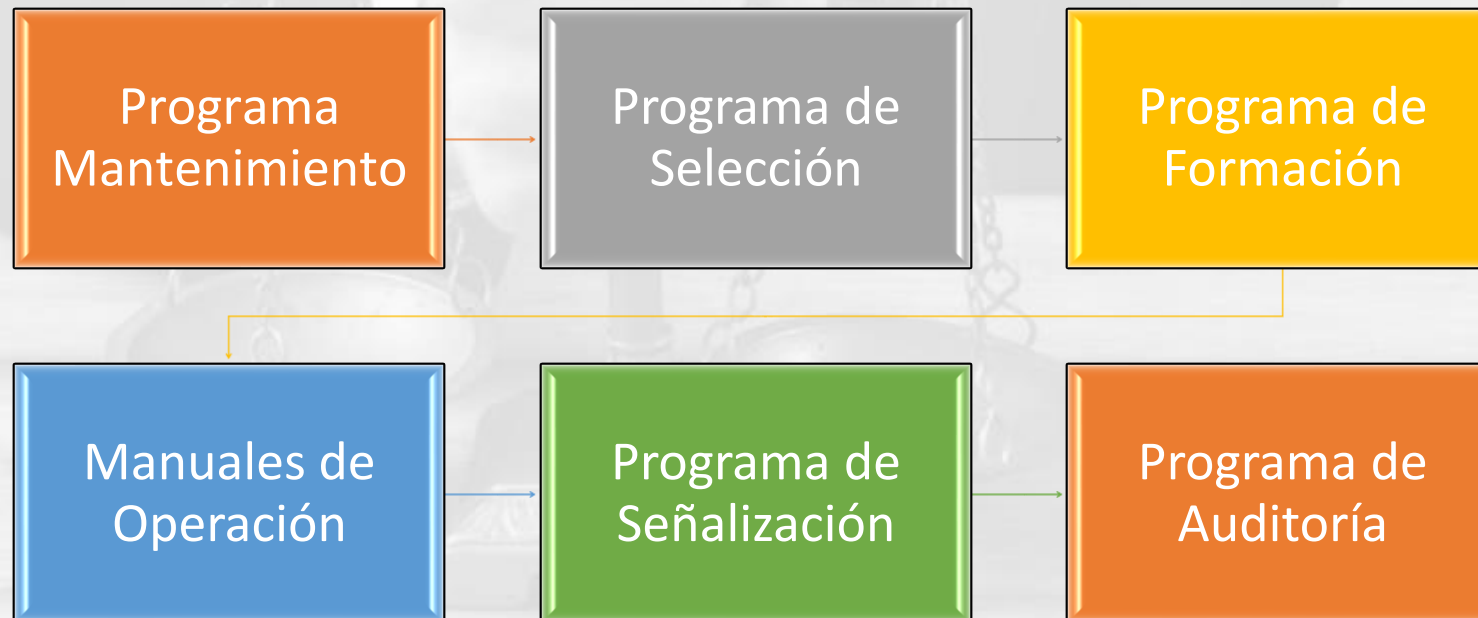 Programa
Mantenimiento
Programa de
Selección
Programa de
Formación
Manuales de
Operación
Programa de
Señalización
Programa de
Auditoría